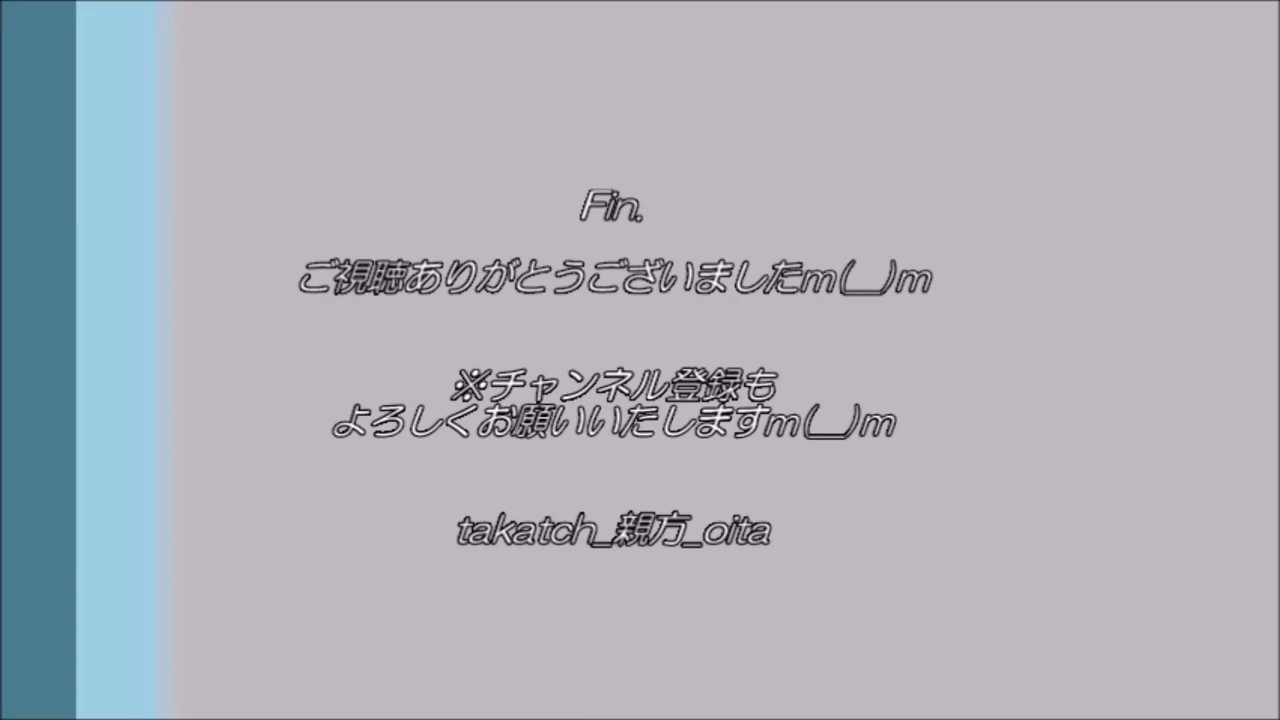 Fin.
ご視聴ありがとうございましたm(__)m
※チャンネル登録も
よろしくお願いいたしますm(__)m
takatch_親方_oita